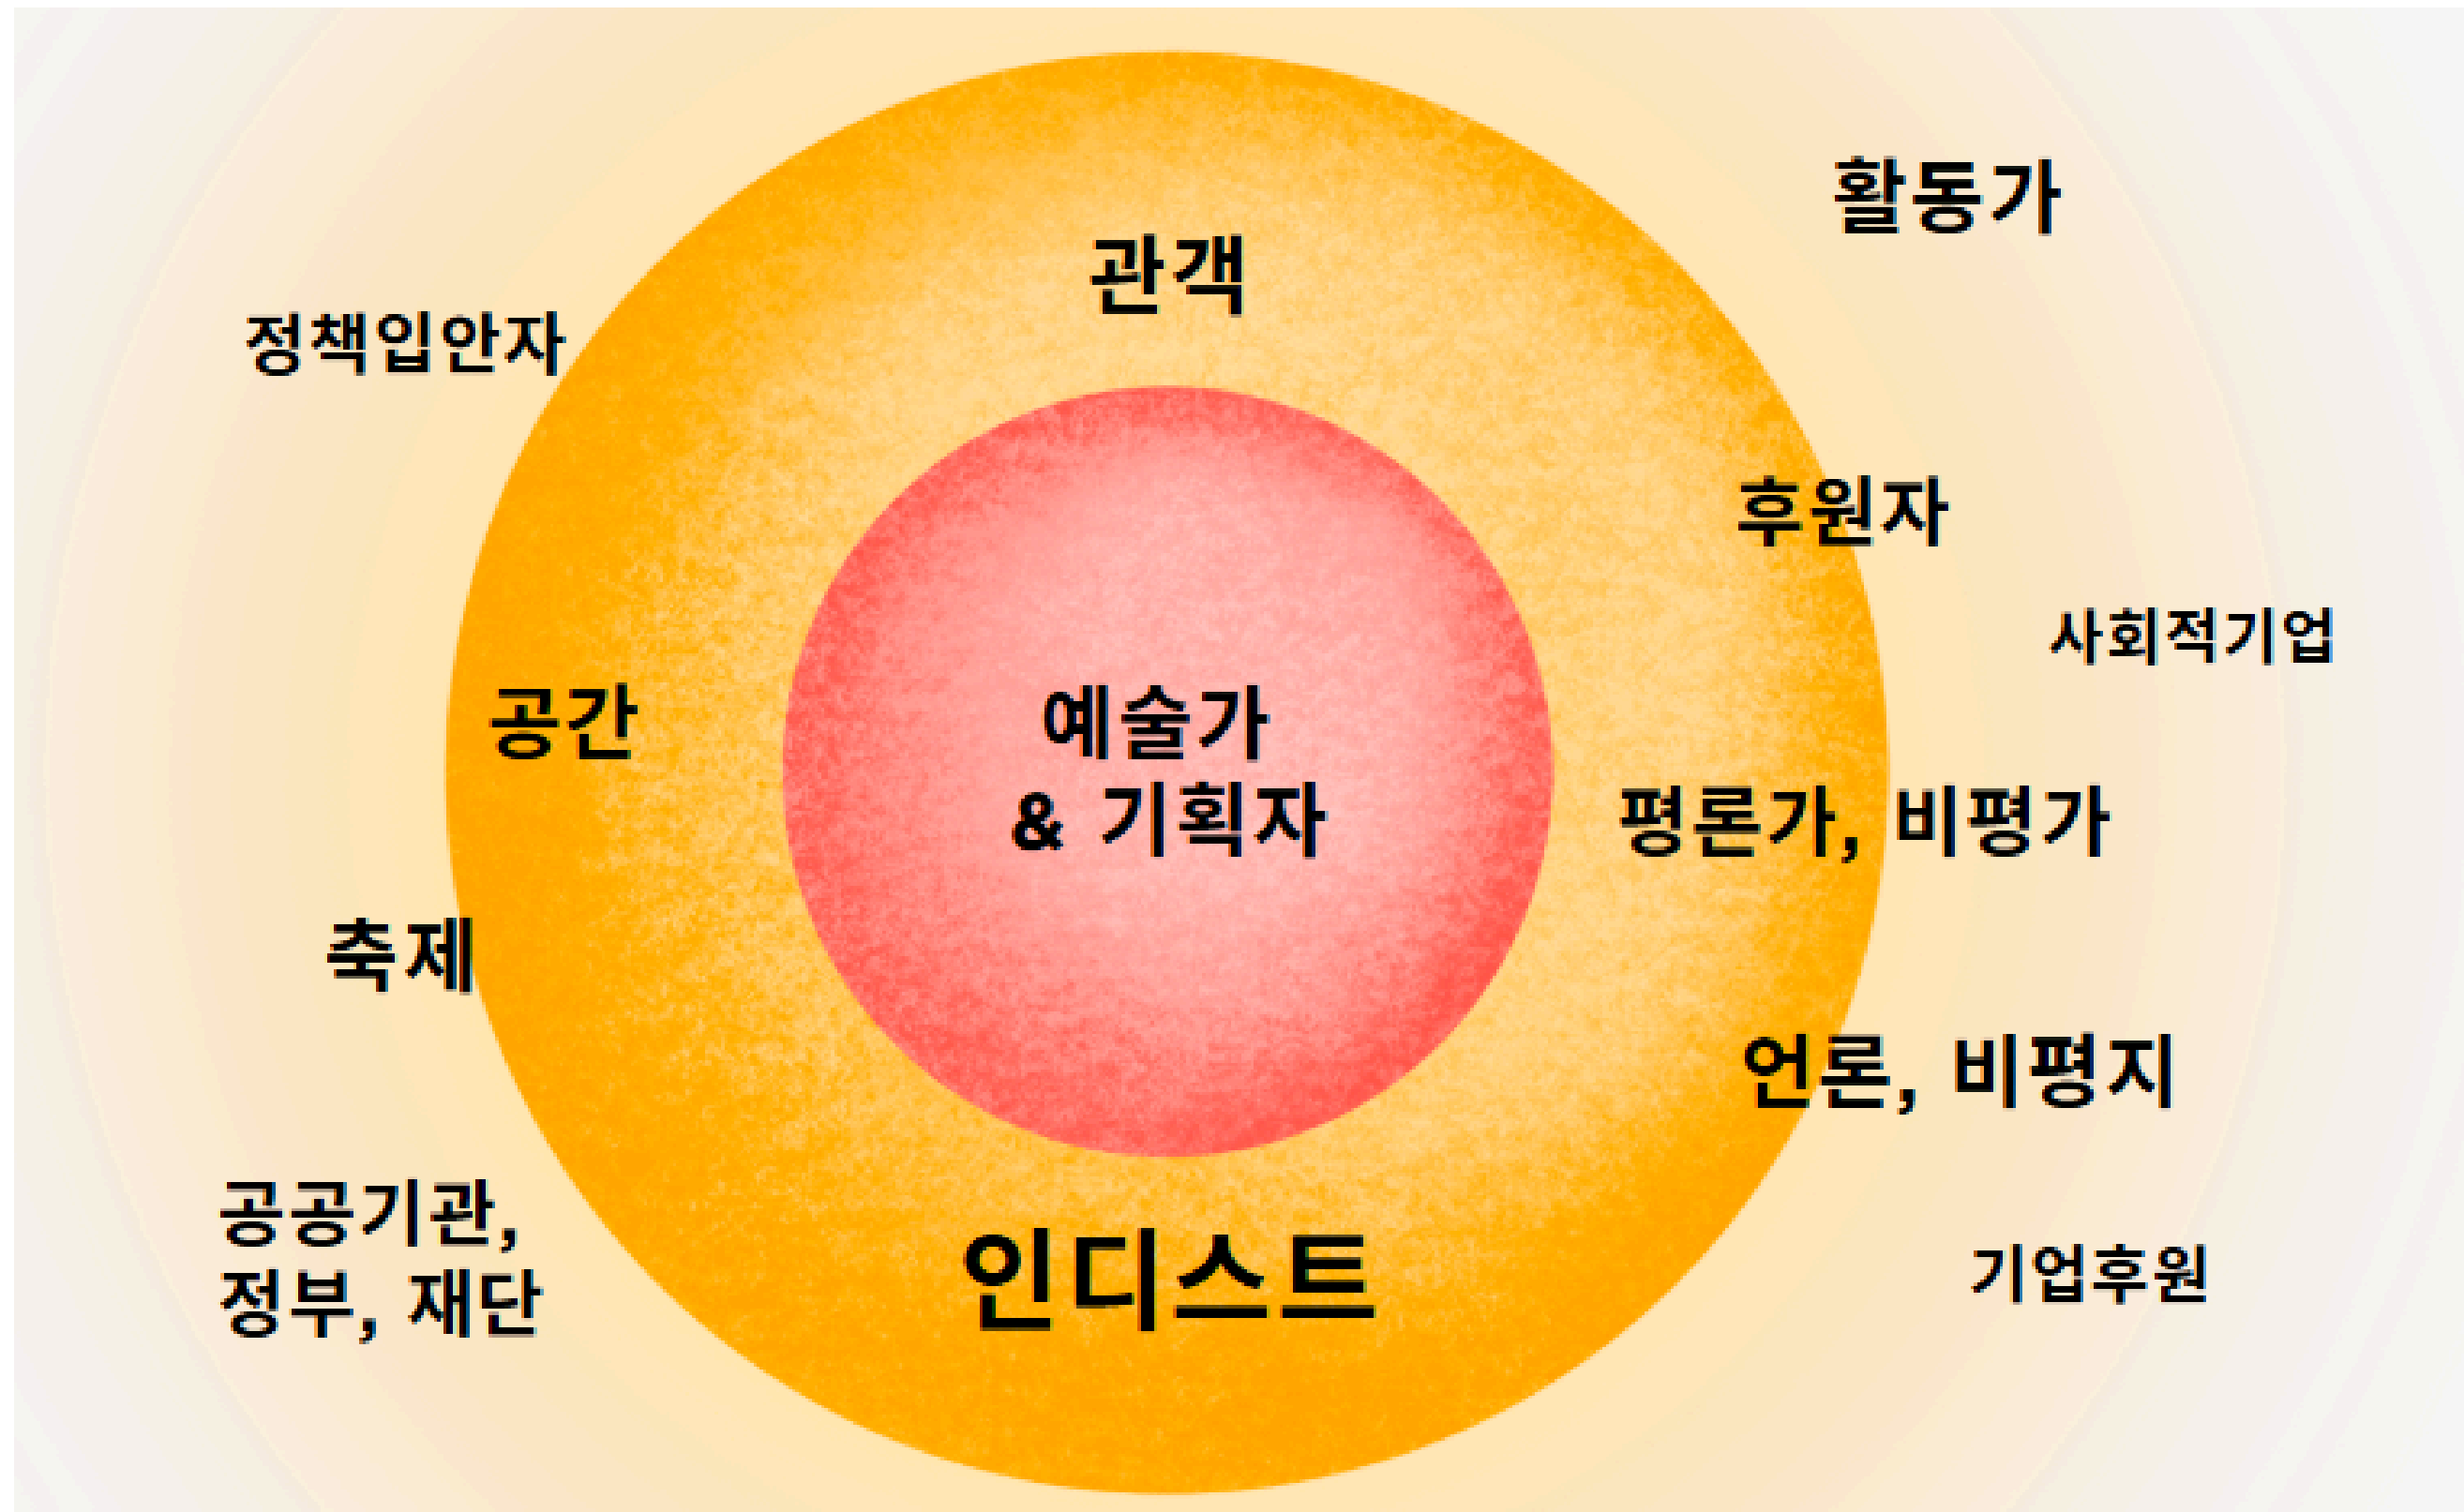 활동가
관객
정책입안자
후원자
사회적기업
공간
예술가
& 기획자
평론가, 비평가
축제
언론, 비평지
공공기관,
정부, 재단
인디스트
기업후원